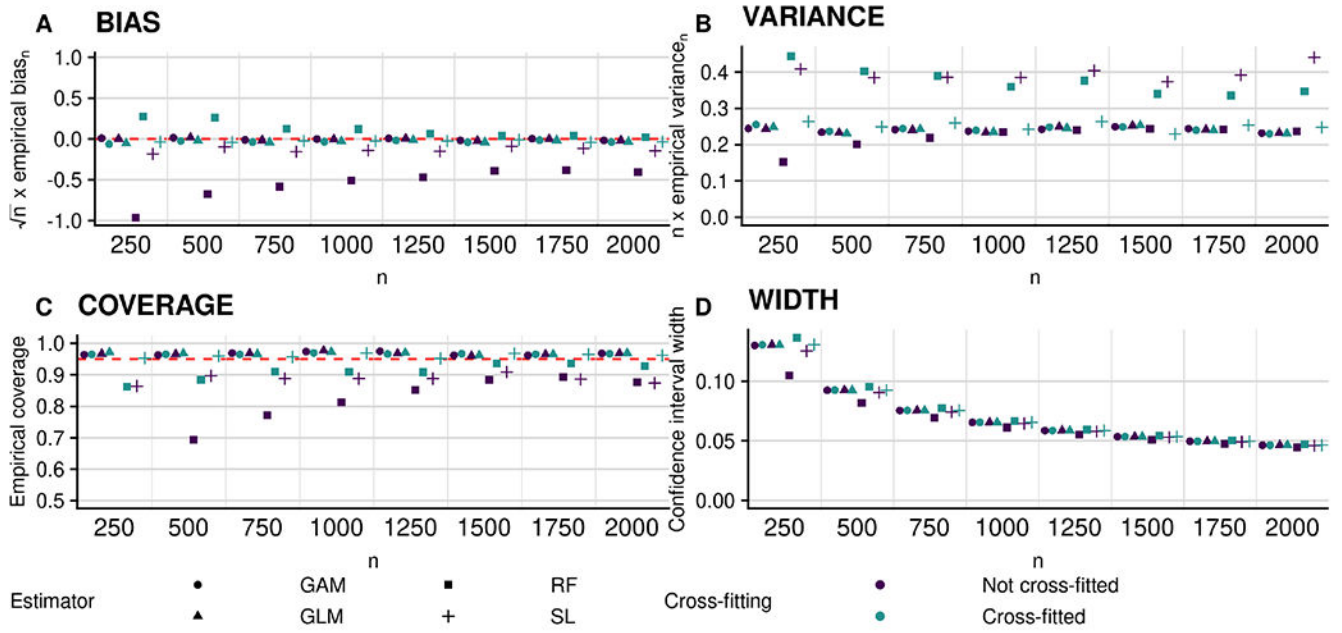 A BIAS
√n x empirical biasₙ
1.0
0.5
0.0
-0.5
-1.0
250 500 750 1000 1250 1500 1750 2000
n
B VARIANCE
n x empirical varianceₙ
0.4
0.3
0.2
0.1
0.0
250 500 750 1000 1250 1500 1750 2000
n
C COVERAGE
Empirical coverage
1.0
0.9
0.8
0.7
0.6
0.5
250 500 750 1000 1250 1500 1750 2000
n
D WIDTH
Confidence interval width
0.10
0.05
0.00
250 500 750 1000 1250 1500 1750 2000
n
Estimator
GAM RF
GLM SL
Cross-fitting
Not cross-fitted
Cross-fitted